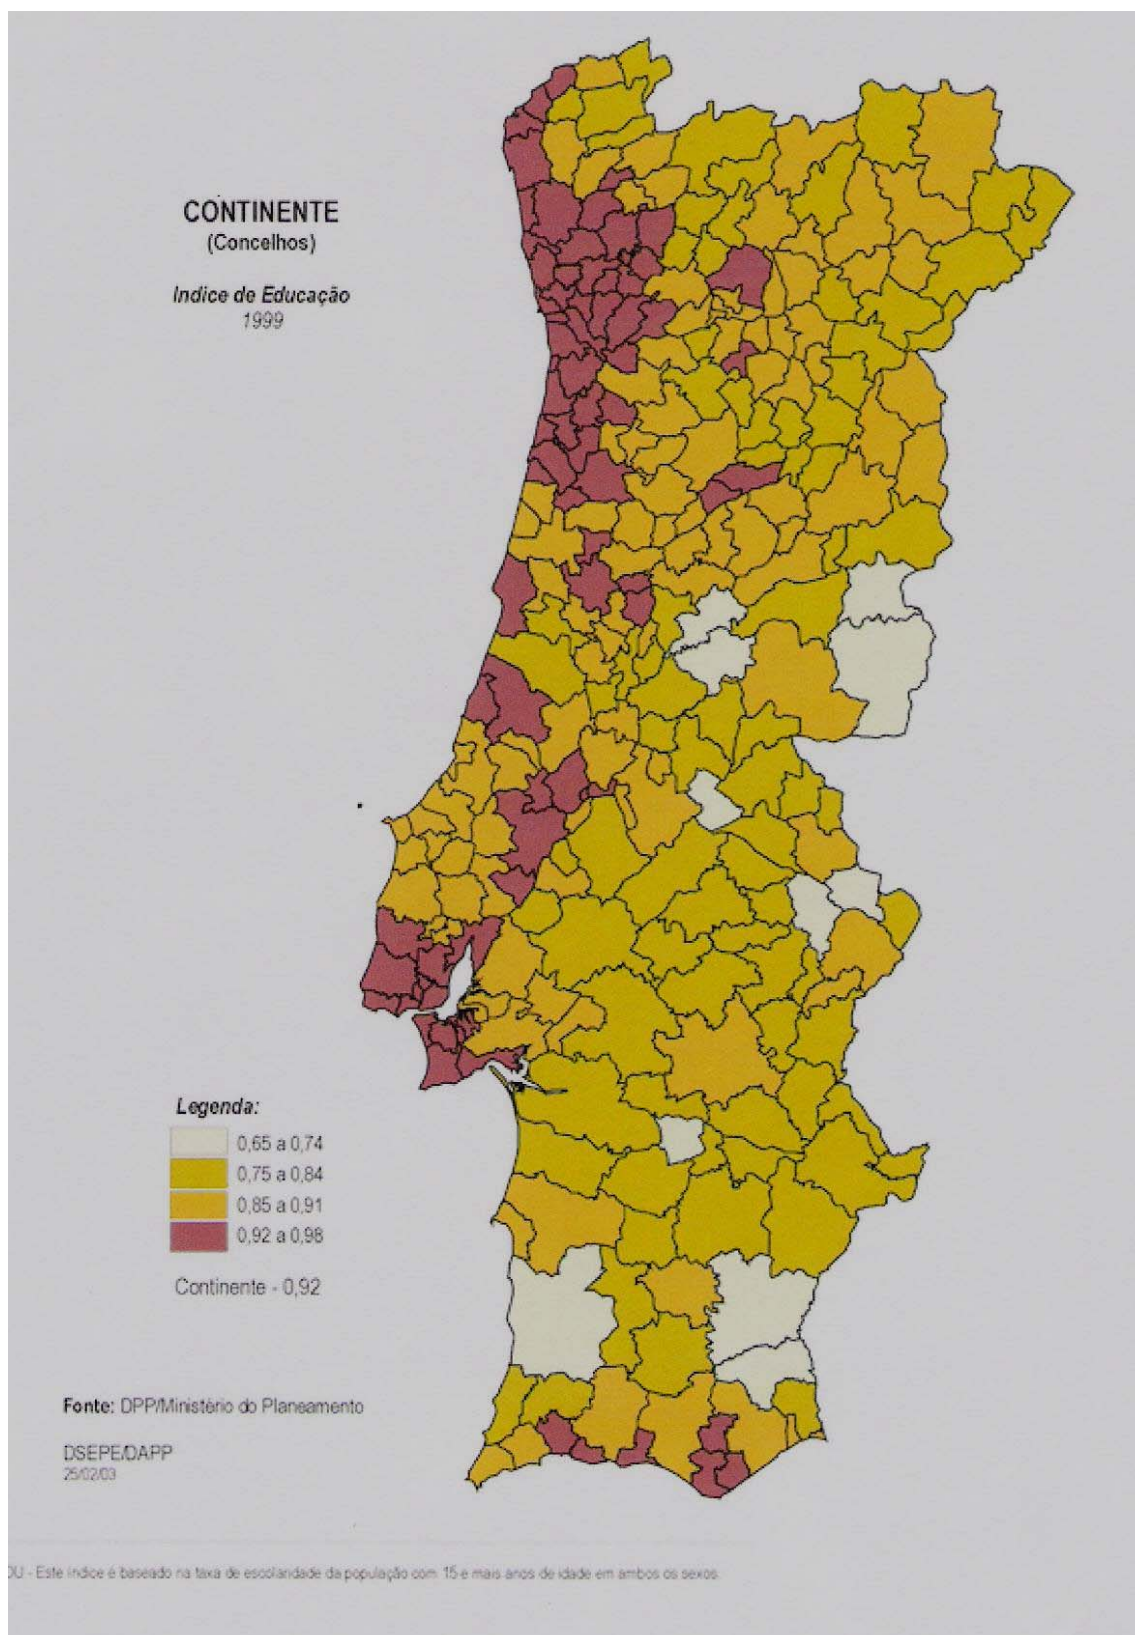 CONTINENTE
(Concelhos)
Indice de Educação
1999
Legenda:
0,65 a 0,74
0,75 a 0,84
0,85 a 0,91
0,92 a 0,98
Continente - 0,92
Fonte: DPP/Ministério do Planeamento
DSEPE/DAPP
25/02/03
OU - Este índice é baseado na taxa de escolaridade da população com 15 e mais anos de idade em ambos os sexos.